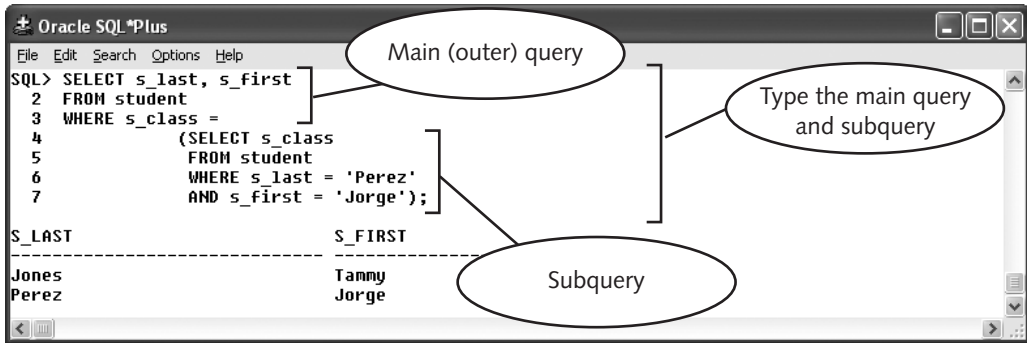 Oracle SQL*Plus
File Edit Search Options Help
Main (outer) query
Type the main query
and subquery
SQL> SELECT s_last, s_first
2 FROM student
3 WHERE s_class =
4 (SELECT s_class
5 FROM student
6 WHERE s_last = 'Perez'
7 AND s_first = 'Jorge');
Subquery
S_LAST S_FIRST
------------------------------ ---------------
Jones Tammy
Perez Jorge